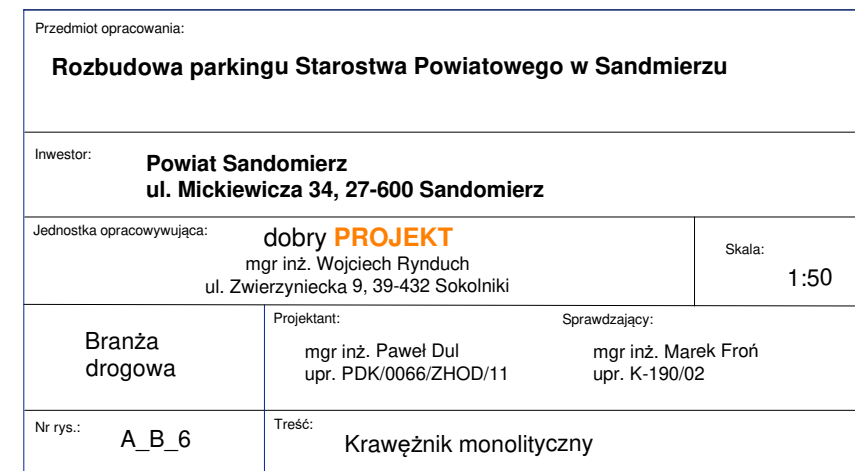 Przedmiot opracowania:
Rozbudowa parkingu Starostwa Powiatowego w Sandmierzu
Inwestor:
Powiat Sandomierz
ul. Mickiewicza 34, 27-600 Sandomierz
Jednostka opracowywująca:
dobry PROJEKT
mgr inż. Wojciech Rynduch
ul. Zwierzyniecka 9, 39-432 Sokolniki
Skala:
1:50
Branża
drogowa
Projektant:
mgr inż. Paweł Dul
upr. PDK/0066/ZHOD/11
Sprawdzający:
mgr inż. Marek Froń
upr. K-190/02
Nr rys.:
A_B_6
Treść:
Krawężnik monolityczny